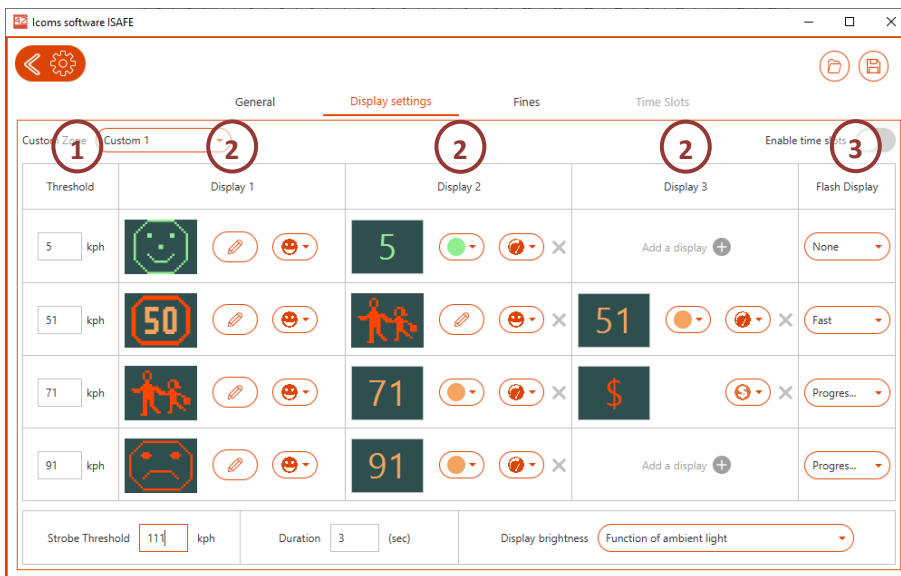 Icoms software ISAFE
General Display settings Fines Time Slots
Custom Zone Custom 1 Enable time slots
1 2 2 2 3
Threshold Display 1 Display 2 Display 3 Flash Display
5 kph 5 Add a display None
51 kph 50 51 Fast
71 kph 71 $ Progres...
91 kph 91 Add a display Progres...
Strobe Threshold 111 kph Duration 3 (sec) Display brightness Function of ambient light